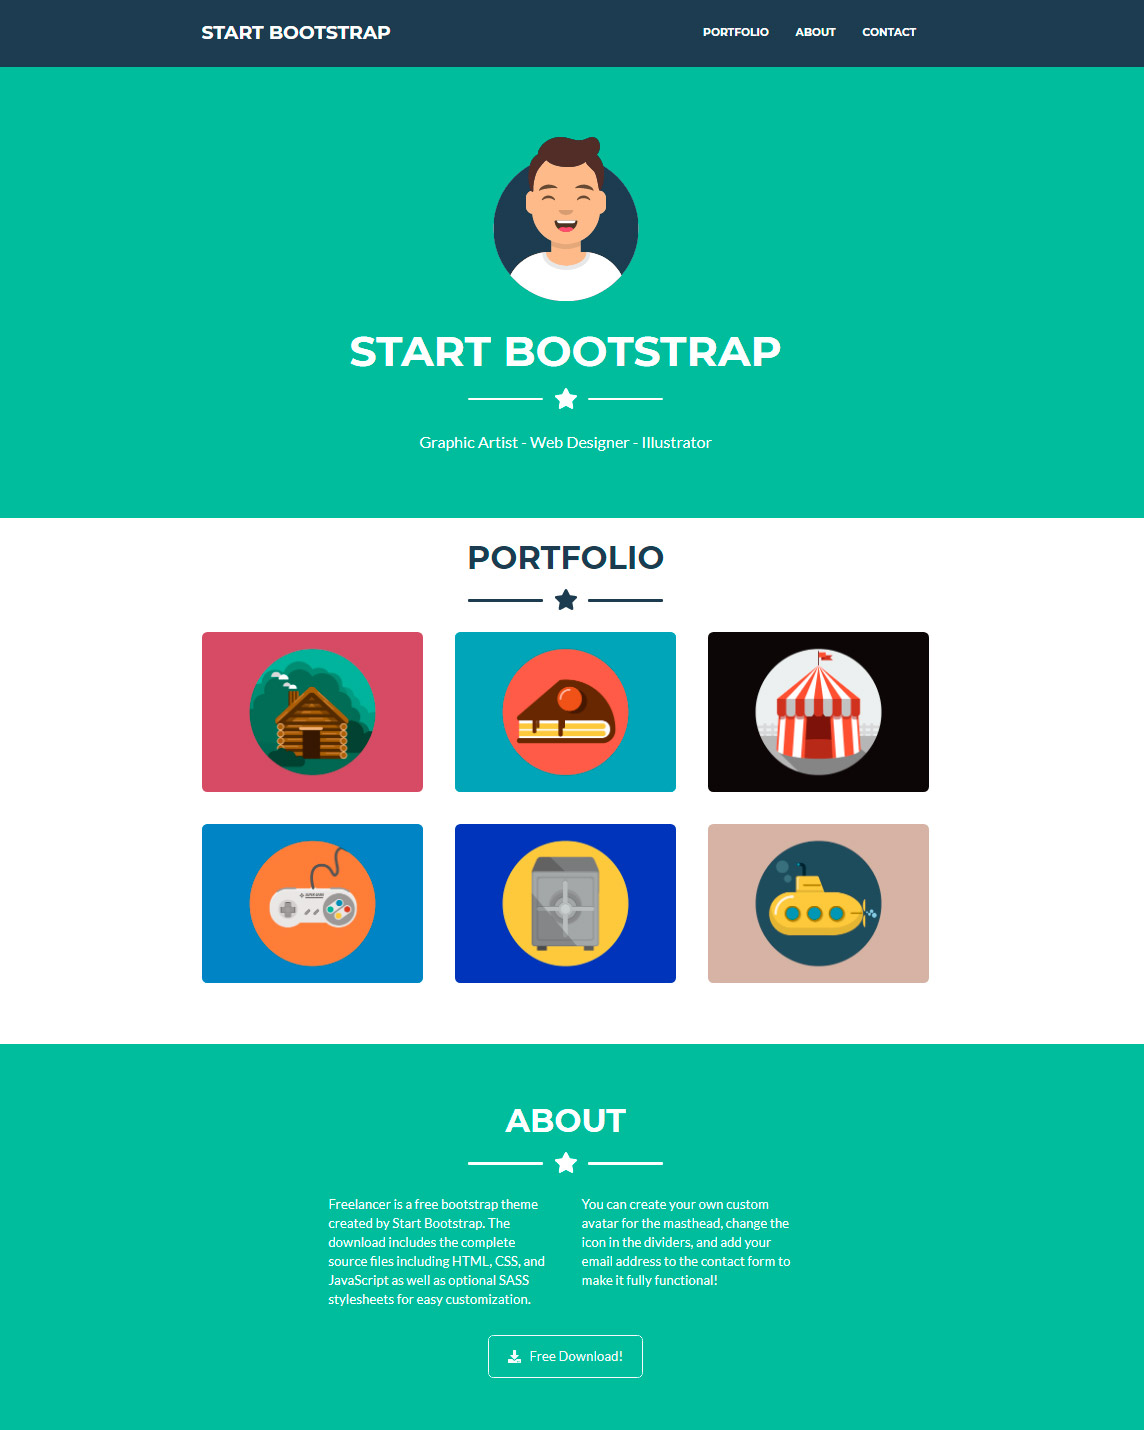 START BOOTSTRAP
PORTFOLIO ABOUT CONTACT
START BOOTSTRAP
Graphic Artist - Web Designer - Illustrator
PORTFOLIO
ABOUT
Freelancer is a free bootstrap theme
created by Start Bootstrap. The
download includes the complete
source files including HTML, CSS, and
JavaScript as well as optional SASS
stylesheets for easy customization.
You can create your own custom
avatar for the masthead, change the
icon in the dividers, and add your
email address to the contact form to
make it fully functional!
Free Download!